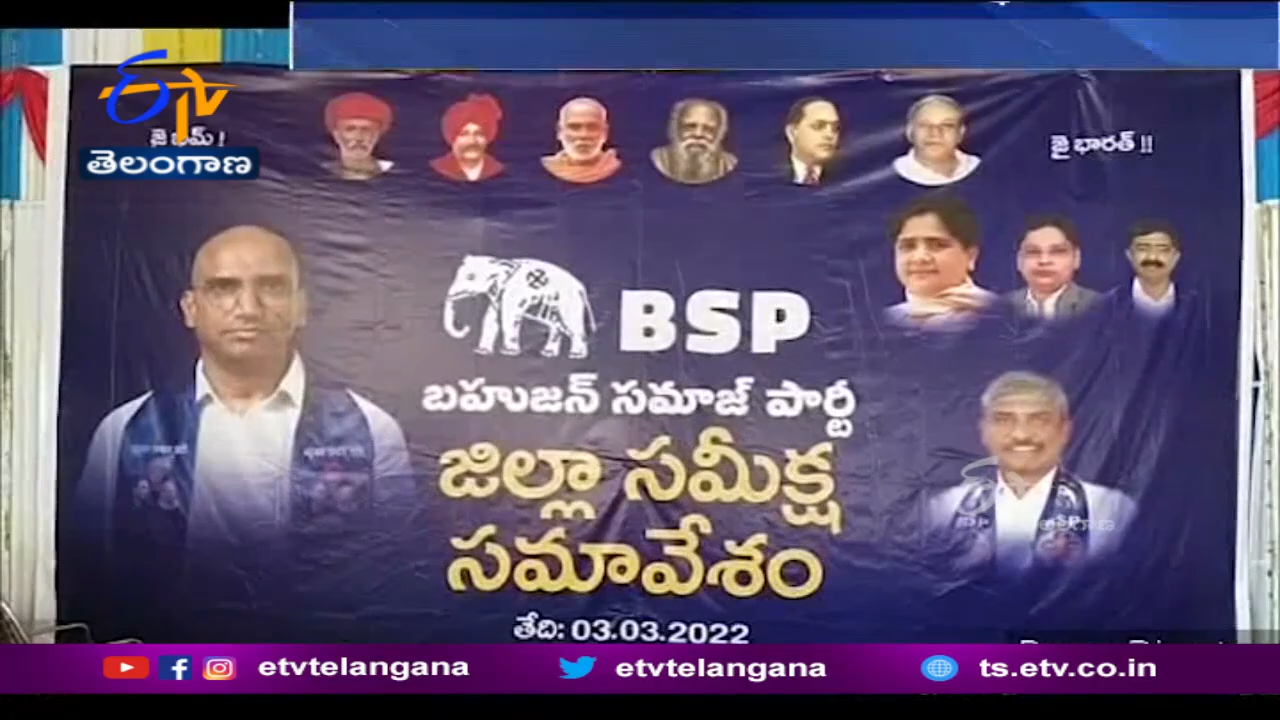 ETV
తెలంగాణ
జై భీమ్ !
జై భారత్ !!
BSP
బహుజన్ సమాజ్ పార్టీ
జిల్లా సమీక్ష
సమావేశం
తేది: 03.03.2022
తెలంగాణ
etvtelangana
etvtelangana
ts.etv.co.in